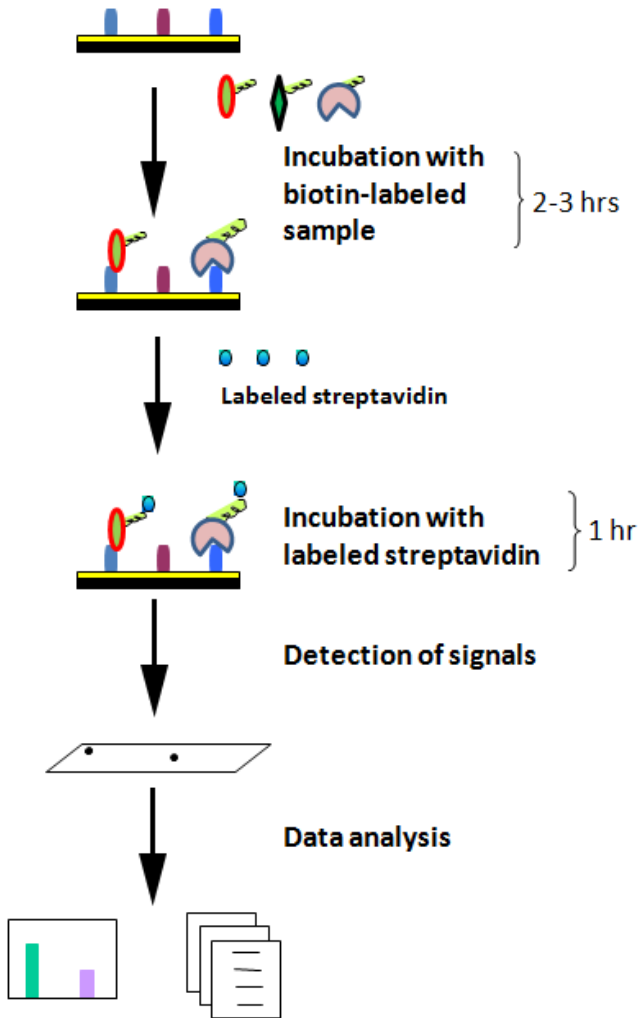 Incubation with
biotin-labeled
sample
2-3 hrs
Labeled streptavidin
Incubation with
labeled streptavidin
1 hr
Detection of signals
Data analysis